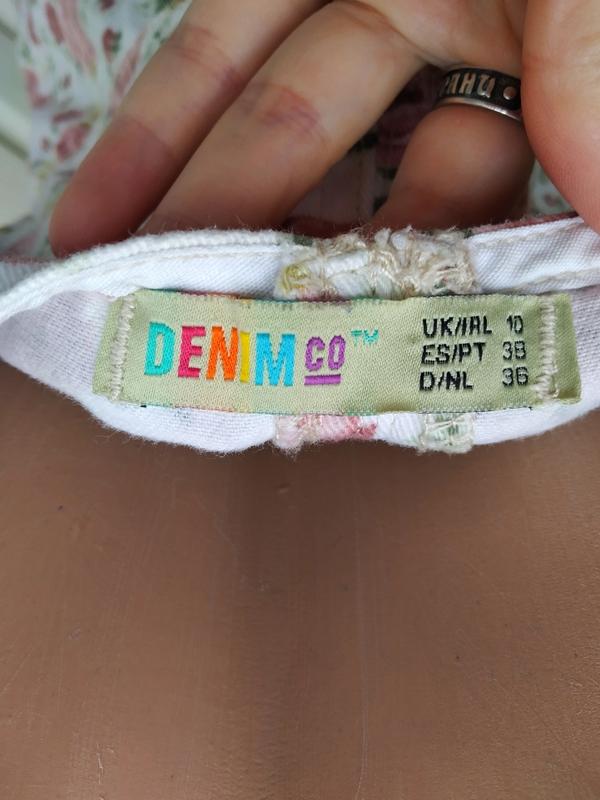 DENIM CO™
UK/IRL 10
ES/PT 38
D/NL 36